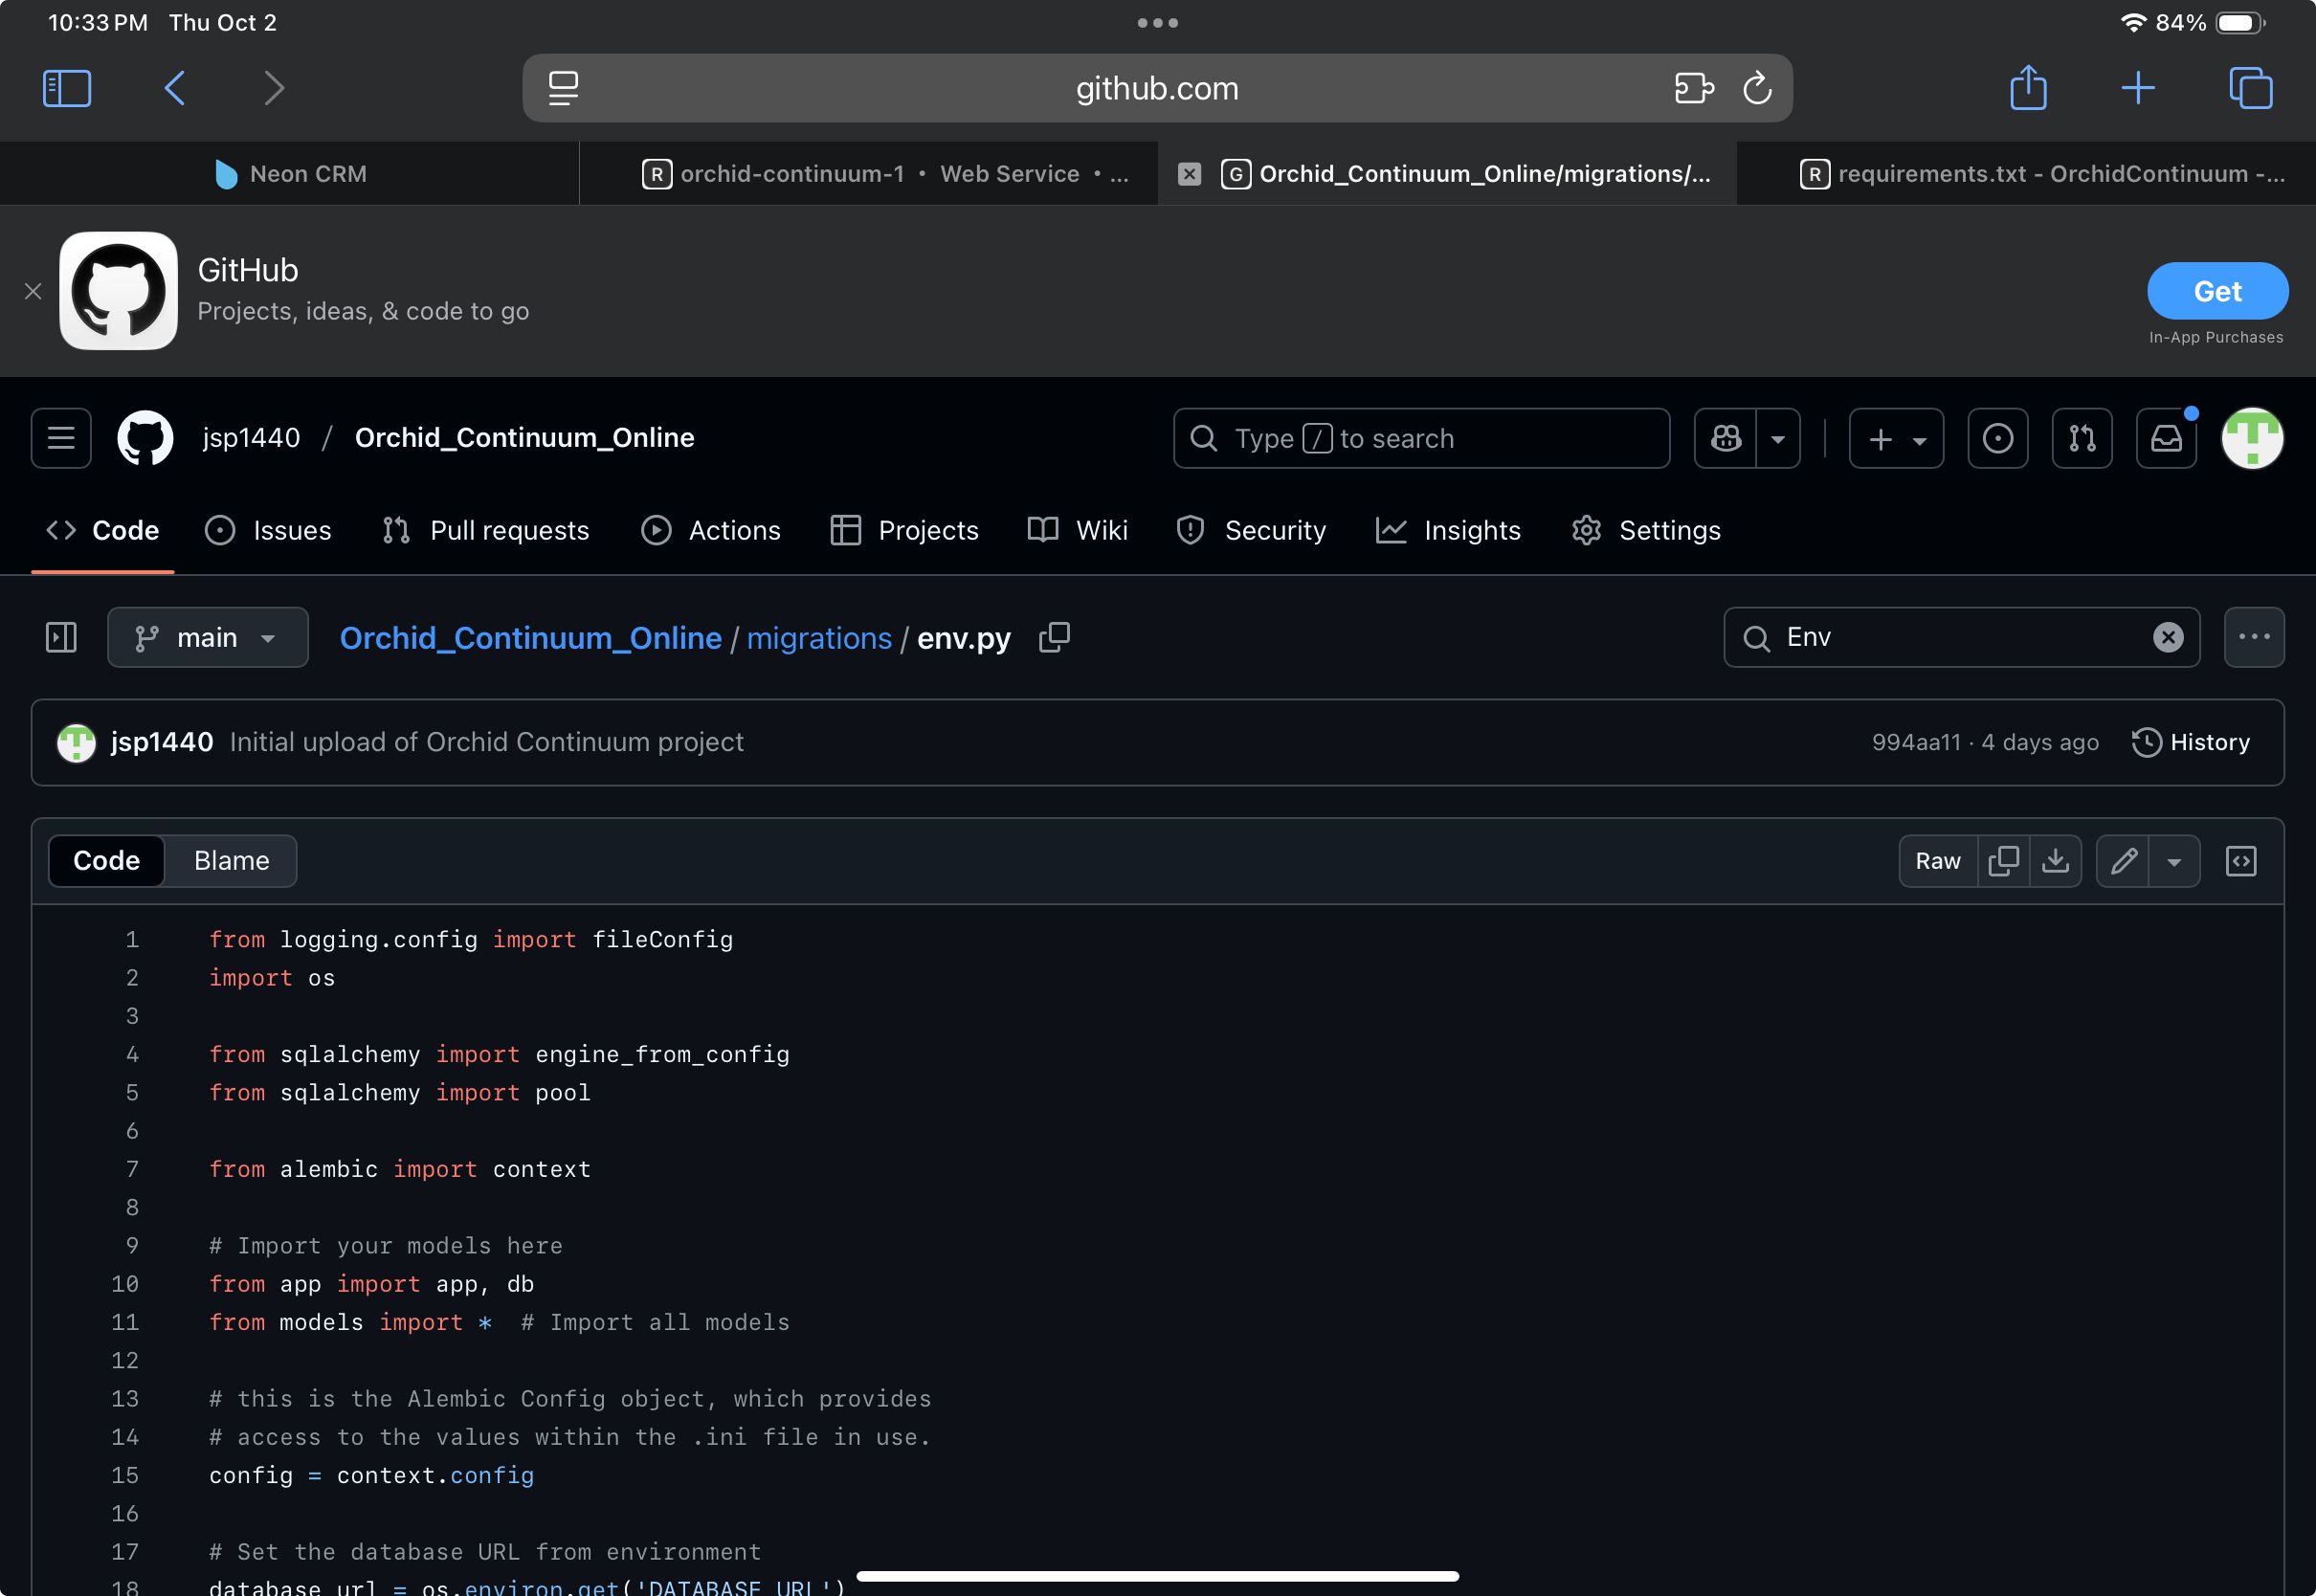 10:33 PM Thu Oct 2
84%
github.com
Neon CRM
R orchid-continuum-1 • Web Service • ...
G Orchid_Continuum_Online/migrations/...
R requirements.txt - OrchidContinuum -...
GitHub
Projects, ideas, & code to go
Get
In-App Purchases
jsp1440 / Orchid_Continuum_Online
Type / to search
Code
Issues
Pull requests
Actions
Projects
Wiki
Security
Insights
Settings
main
Orchid_Continuum_Online / migrations / env.py
Env
jsp1440 Initial upload of Orchid Continuum project
994aa11 · 4 days ago
History
Code Blame
Raw
1 from logging.config import fileConfig
2 import os
3
4 from sqlalchemy import engine_from_config
5 from sqlalchemy import pool
6
7 from alembic import context
8
9 # Import your models here
10 from app import app, db
11 from models import * # Import all models
12
13 # this is the Alembic Config object, which provides
14 # access to the values within the .ini file in use.
15 config = context.config
16
17 # Set the database URL from environment
18 database_url = os.environ.get('DATABASE_URL')